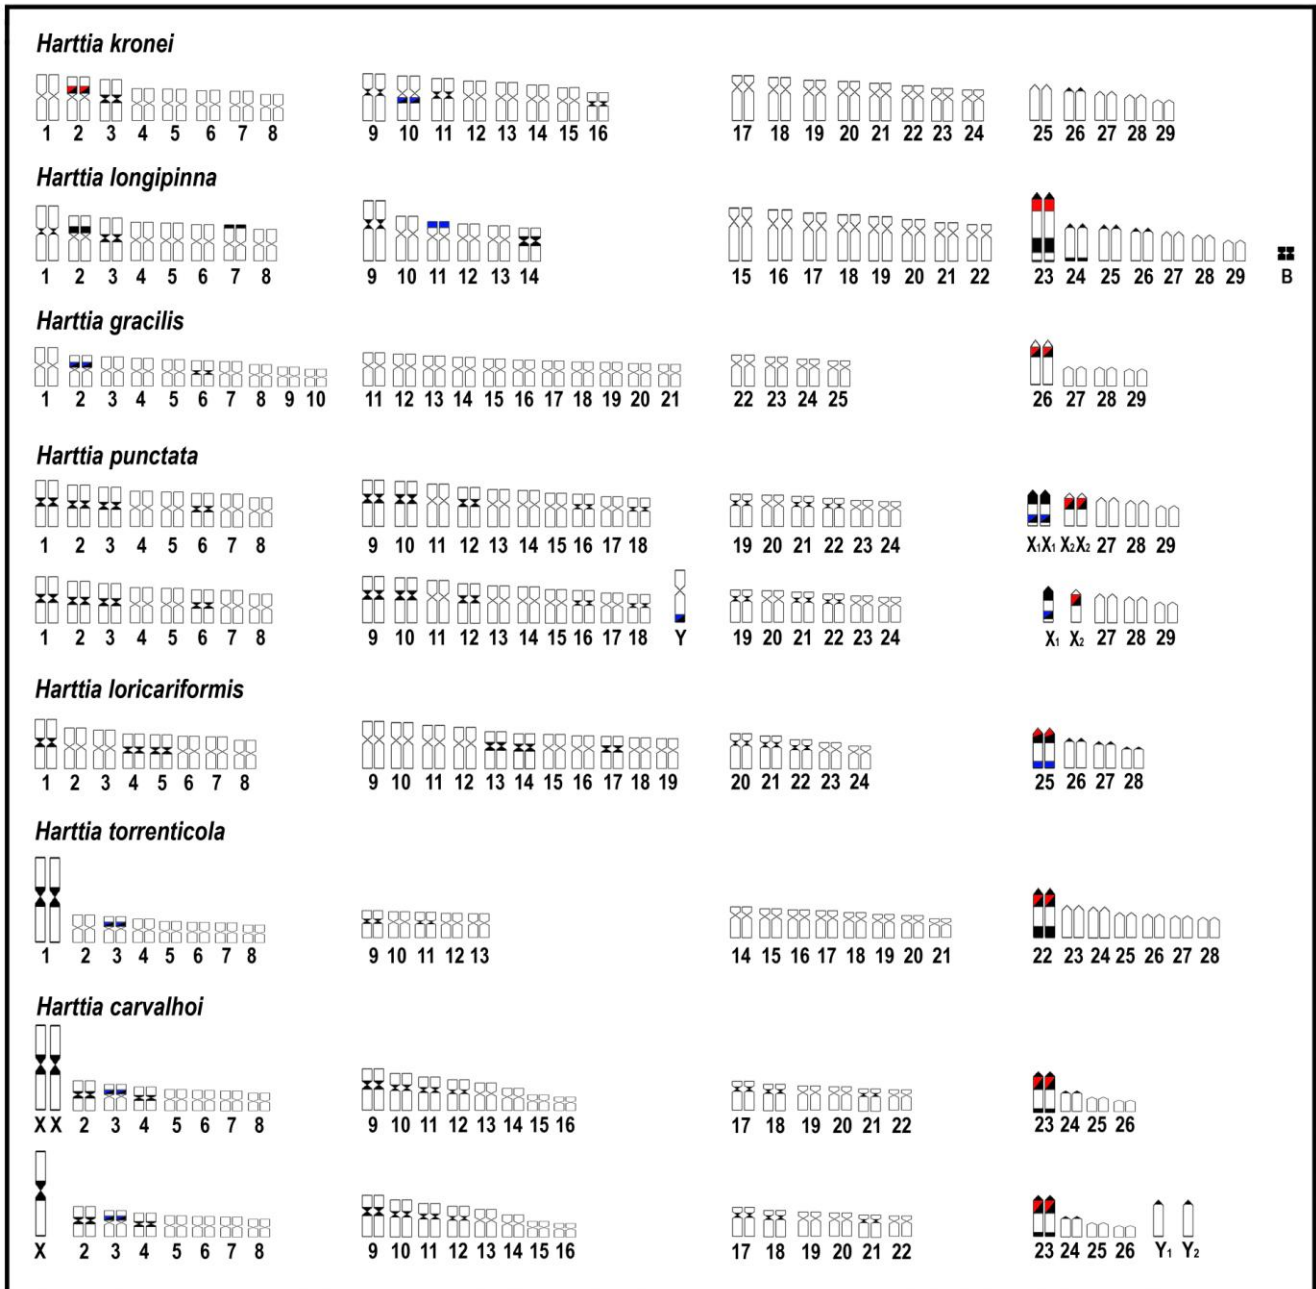 Harttia kronei
1 2 3 4 5 6 7 8 9 10 11 12 13 14 15 16 17 18 19 20 21 22 23 24 25 26 27 28 29
Harttia longipinna
1 2 3 4 5 6 7 8 9 10 11 12 13 14 15 16 17 18 19 20 21 22 23 24 25 26 27 28 29 B
Harttia gracilis
1 2 3 4 5 6 7 8 9 10 11 12 13 14 15 16 17 18 19 20 21 22 23 24 25 26 27 28 29
Harttia punctata
1 2 3 4 5 6 7 8 9 10 11 12 13 14 15 16 17 18 19 20 21 22 23 24 X₁X₁ X₂X₂ 27 28 29
1 2 3 4 5 6 7 8 9 10 11 12 13 14 15 16 17 18 Y 19 20 21 22 23 24 X₁ X₂ 27 28 29
Harttia loricariformis
1 2 3 4 5 6 7 8 9 10 11 12 13 14 15 16 17 18 19 20 21 22 23 24 25 26 27 28
Harttia torrenticola
1 2 3 4 5 6 7 8 9 10 11 12 13 14 15 16 17 18 19 20 21 22 23 24 25 26 27 28
Harttia carvalhoi
X X 2 3 4 5 6 7 8 9 10 11 12 13 14 15 16 17 18 19 20 21 22 23 24 25 26
X 2 3 4 5 6 7 8 9 10 11 12 13 14 15 16 17 18 19 20 21 22 23 24 25 26 Y₁ Y₂